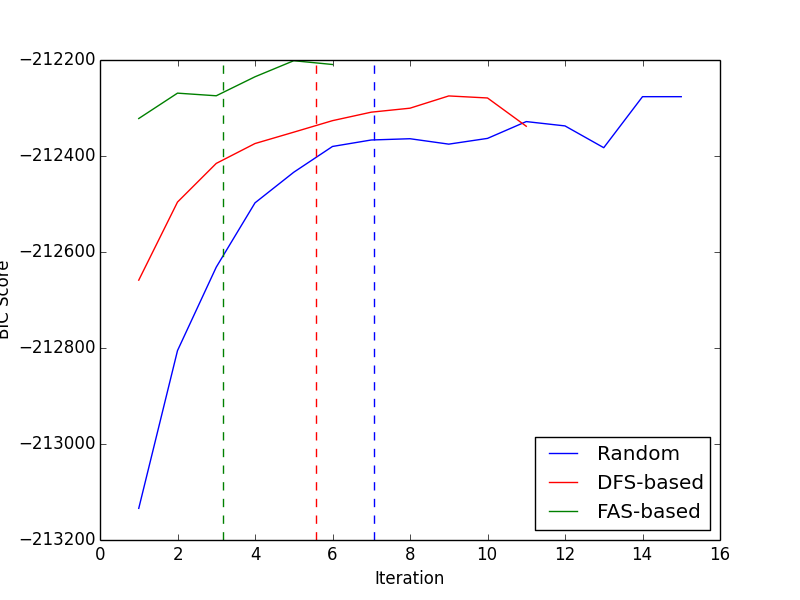 −212200
−212400
−212600
−212800
−213000
−213200
BIC Score
0 2 4 6 8 10 12 14 16
Iteration
Random
DFS-based
FAS-based